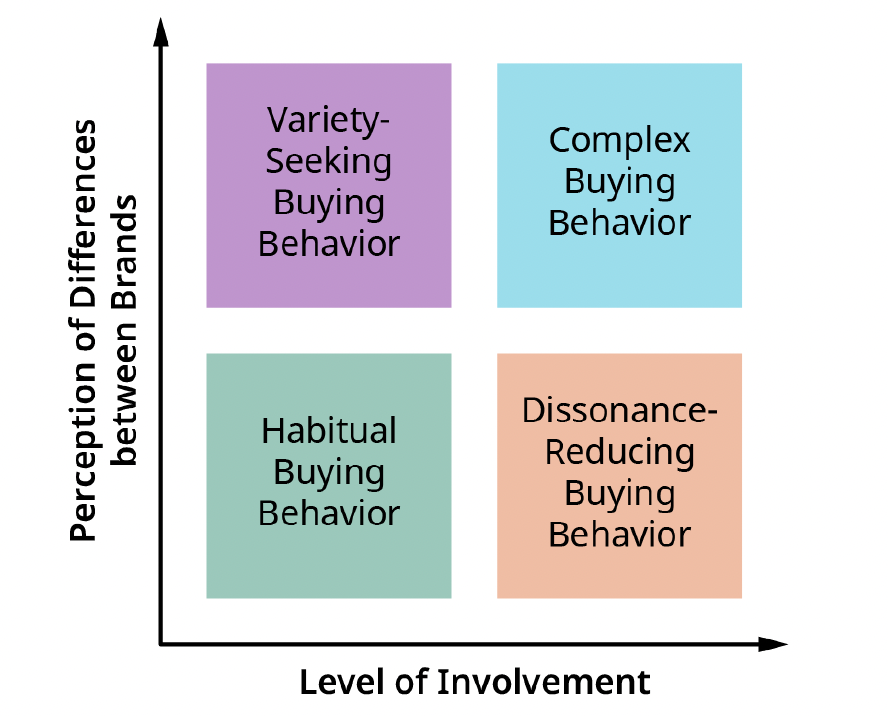 Perception of Differences
between Brands
Variety-
Seeking
Buying
Behavior
Complex
Buying
Behavior
Habitual
Buying
Behavior
Dissonance-
Reducing
Buying
Behavior
Level of Involvement